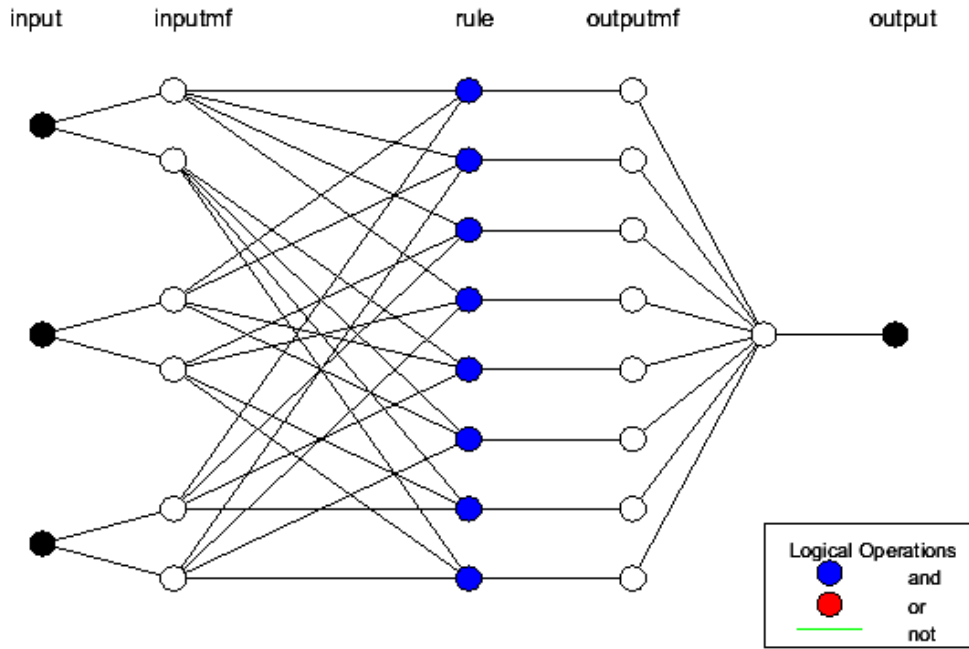 input inputmf rule outputmf output
Logical Operations
and
or
not